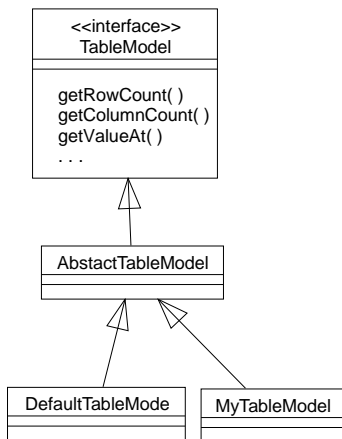 <<interface>>
TableModel
getRowCount( )
getColumnCount( )
getValueAt( )
. . .
AbstactTableModel
DefaultTableMode
MyTableModel